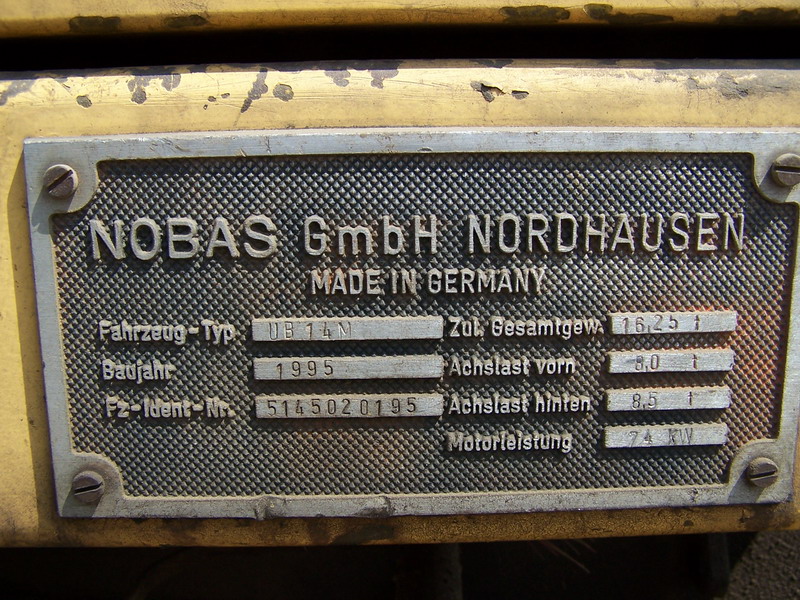 NOBAS GmbH NORDHAUSEN
MADE IN GERMANY
Fahrzeug-Typ UB 14M Zul. Gesamtgew. 16,25 t
Baujahr 1995 Achslast vorn 8,0 t
Fz-Ident-Nr. 5145020195 Achslast hinten 8,5 t
Motorleistung 74 KW